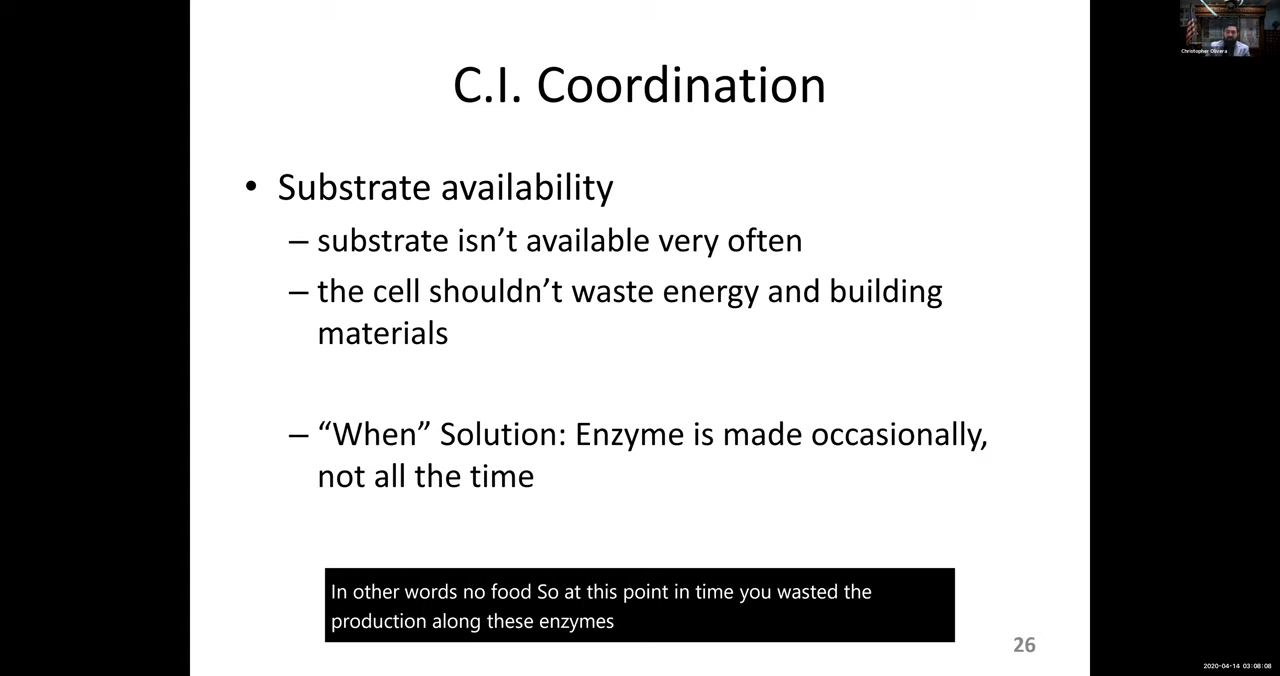 Christopher Olivera
C.I. Coordination
• Substrate availability
– substrate isn’t available very often
– the cell shouldn’t waste energy and building
materials
– “When” Solution: Enzyme is made occasionally,
not all the time
In other words no food So at this point in time you wasted the
production along these enzymes
26
2020-04-14 03:08:08